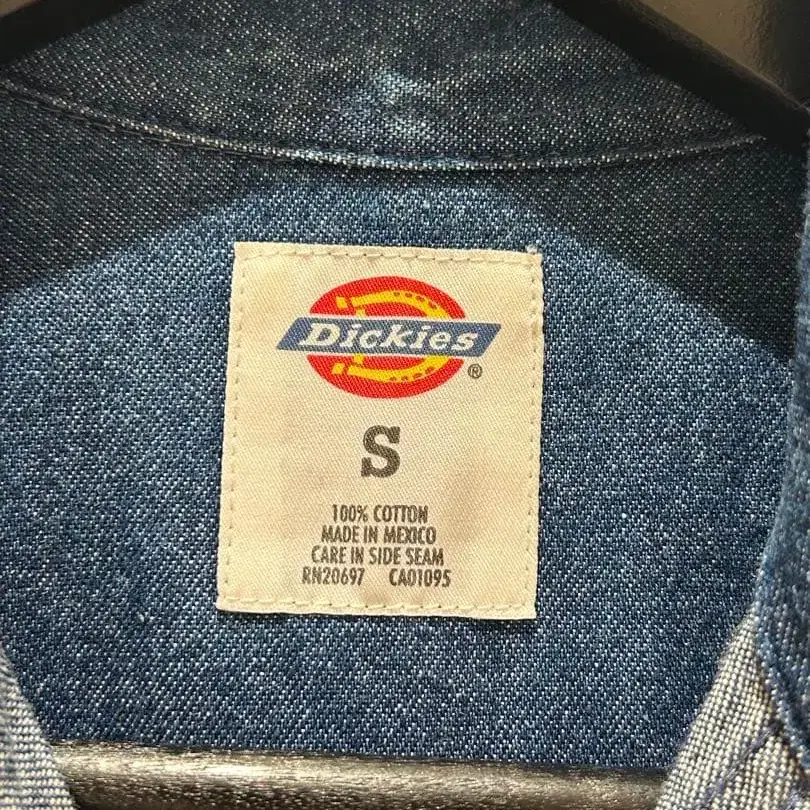 Dickies
®
S
100% COTTON
MADE IN MEXICO
CARE IN SIDE SEAM
RN20697 CA01095